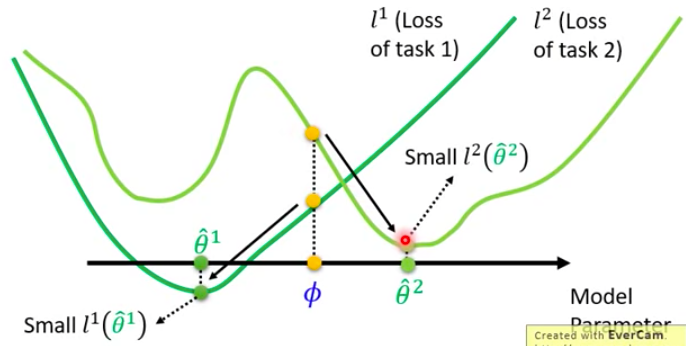 l¹ (Loss
of task 1)
l² (Loss
of task 2)
Small l²(θ̂²)
θ̂¹
ϕ
θ̂²
Model
Parameter
Small l¹(θ̂¹)
Created with EverCam.